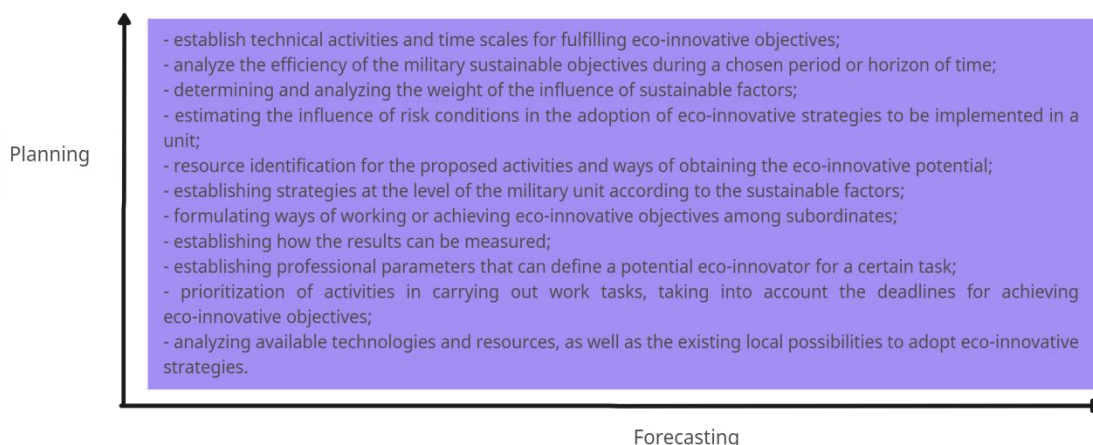 - establish technical activities and time scales for fulfilling eco-innovative objectives;
- analyze the efficiency of the military sustainable objectives during a chosen period or horizon of time;
- determining and analyzing the weight of the influence of sustainable factors;
- estimating the influence of risk conditions in the adoption of eco-innovative strategies to be implemented in a
unit;
Planning
- resource identification for the proposed activities and ways of obtaining the eco-innovative potential;
- establishing strategies at the level of the military unit according to the sustainable factors;
- formulating ways of working or achieving eco-innovative objectives among subordinates;
- establishing how the results can be measured;
- establishing professional parameters that can define a potential eco-innovator for a certain task;
- prioritization of activities in carrying out work tasks, taking into account the deadlines for achieving
eco-innovative objectives;
- analyzing available technologies and resources, as well as the existing local possibilities to adopt eco-innovative
strategies.
Forecasting